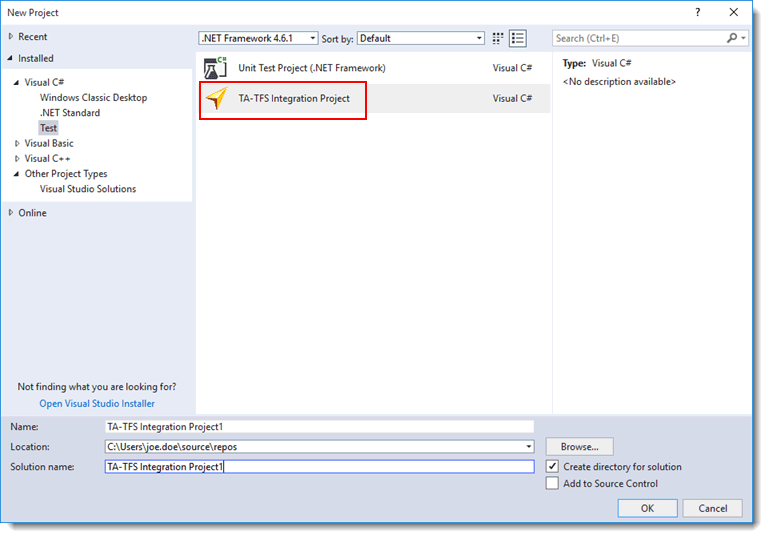 New Project
?
Recent
Installed
Visual C#
Windows Classic Desktop
.NET Standard
Test
Visual Basic
Visual C++
Other Project Types
Visual Studio Solutions
Online
Not finding what you are looking for?
Open Visual Studio Installer
.NET Framework 4.6.1
Sort by: Default
C#
Unit Test Project (.NET Framework) Visual C#
TA-TFS Integration Project Visual C#
Search (Ctrl+E)
Type: Visual C#
<No description available>
Name: TA-TFS Integration Project1
Location: C:\Users\joe.doe\source\repos
Browse...
Solution name: TA-TFS Integration Project1
Create directory for solution
Add to Source Control
OK Cancel